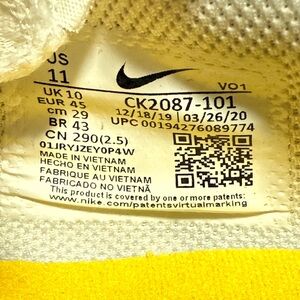 US
11
UK 10
EUR 45
cm 29
BR 43
CN 290(2.5)
VO1
CK2087-101
12/18/19 | 03/26/20
UPC 00194276089774
01JRYJZEY0P4W
MADE IN VIETNAM
HECHO EN VIETNAM
FABRIQUE AU VIETNAM
FABRICADO NO VIETNÃ
This product is covered by one or more patents:
www.nike.com/patentsvirtualmarking